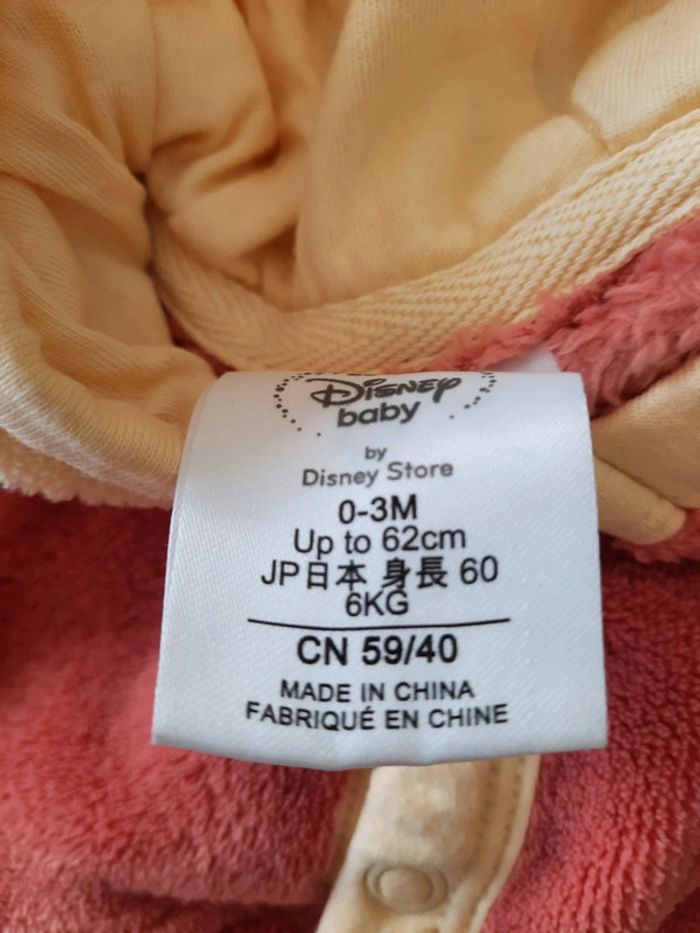 Disney
baby
by
Disney Store
0-3M
Up to 62cm
JP日本 身長 60
6KG
CN 59/40
MADE IN CHINA
FABRIQUÉ EN CHINE